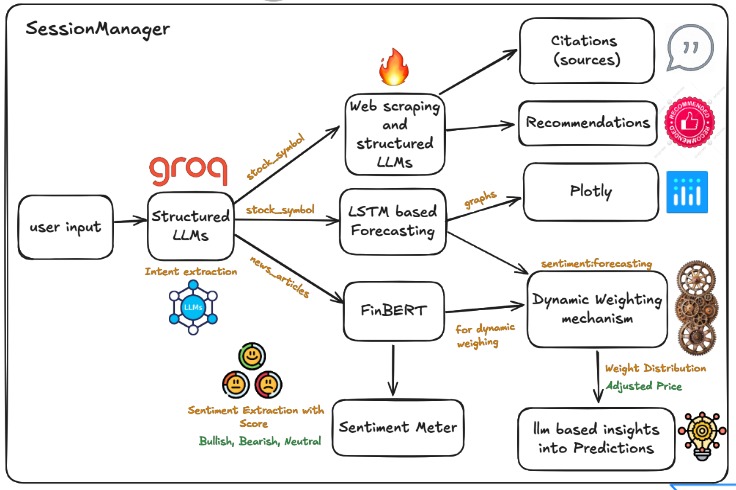 SessionManager
Citations
(sources)
Web scraping
and
structured
LLMs
RECOMMENDED
Recommendations
RECOMMENDED
groq
stock_symbol
user input
Structured
LLMs
stock_symbol
LSTM based
Forecasting
graphs
Plotly
Intent extraction
LLMs
news_articles
FinBERT
for dynamic
weighing
sentiment:forecasting
Dynamic Weighting
mechanism
Weight Distribution
Adjusted Price
Sentiment Extraction with
Score
Bullish, Bearish, Neutral
Sentiment Meter
llm based insights
into Predictions